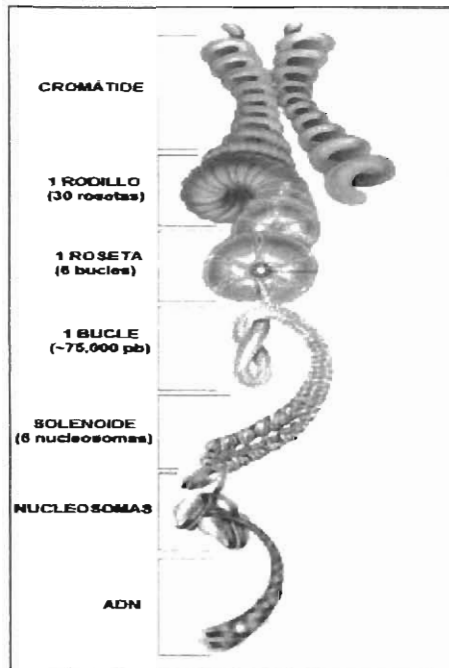 CROMÁTIDE
1 RODILLO
(30 rosetas)
1 ROSETA
(6 bucles)
1 BUCLE
(~75,000 pb)
SOLENOIDE
(6 nucleosomas)
NUCLEOSOMAS
ADN